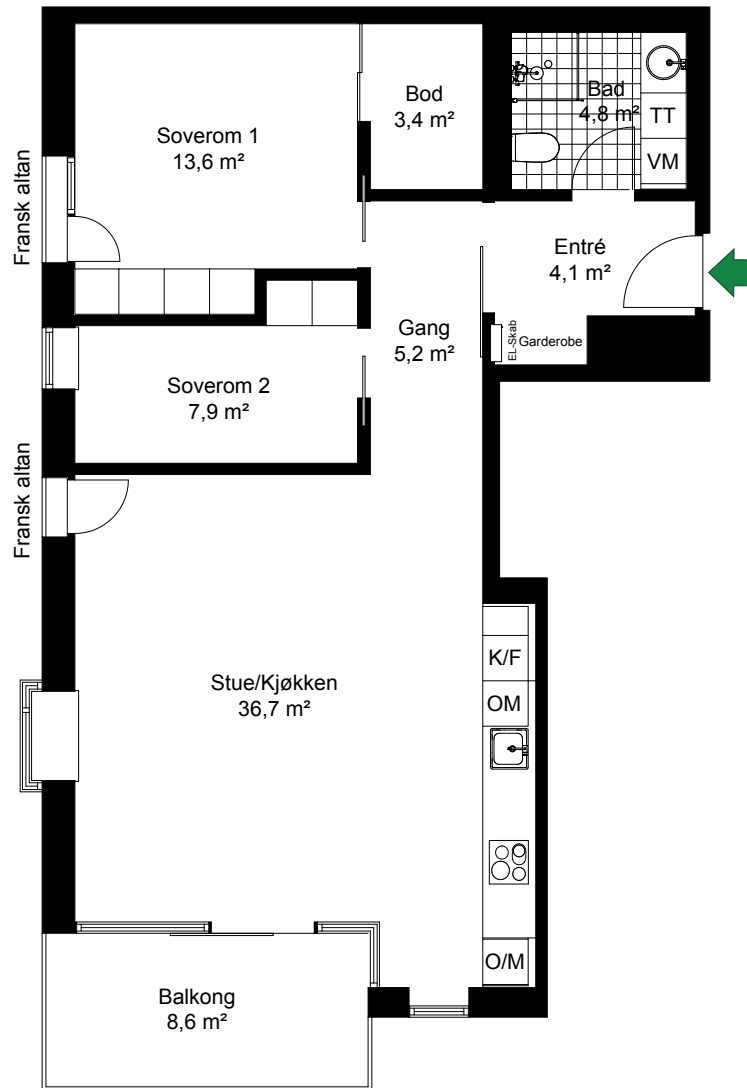 Soverom 1
13,6 m²
Bod
3,4 m²
Bad
4,8 m²
TT
VM
Fransk altan
Entré
4,1 m²
Gang
5,2 m²
EL-Skab
Garderobe
Soverom 2
7,9 m²
Fransk altan
Stue/Kjøkken
36,7 m²
K/F
OM
O/M
Balkong
8,6 m²